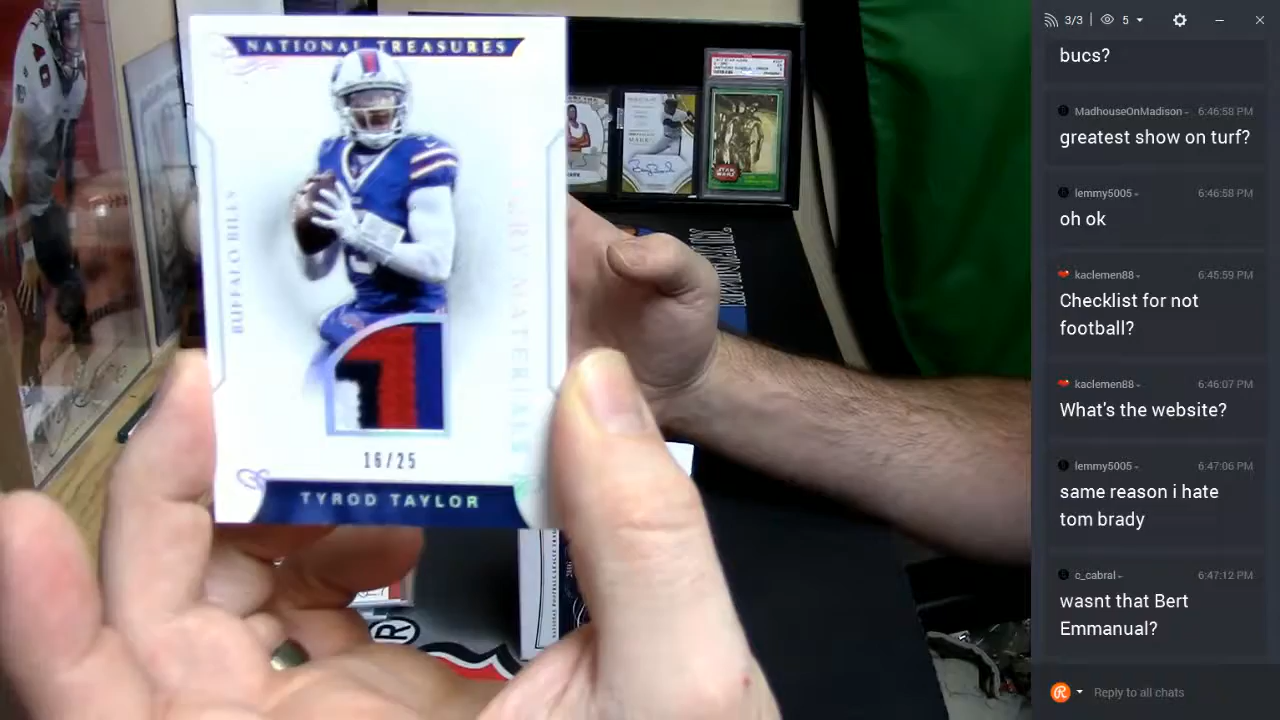 NATIONAL TREASURES
BUFFALO BILLS
16/25
TYROD TAYLOR
STAR WARS
3/3
5
bucs?
MadhouseOnMadison
6:46:58 PM
greatest show on turf?
lemmy5005
6:46:58 PM
oh ok
kaclemen88
6:45:59 PM
Checklist for not
football?
kaclemen88
6:46:07 PM
What's the website?
lemmy5005
6:47:06 PM
same reason i hate
tom brady
c_cabral
6:47:12 PM
wasnt that Bert
Emmanual?
Reply to all chats